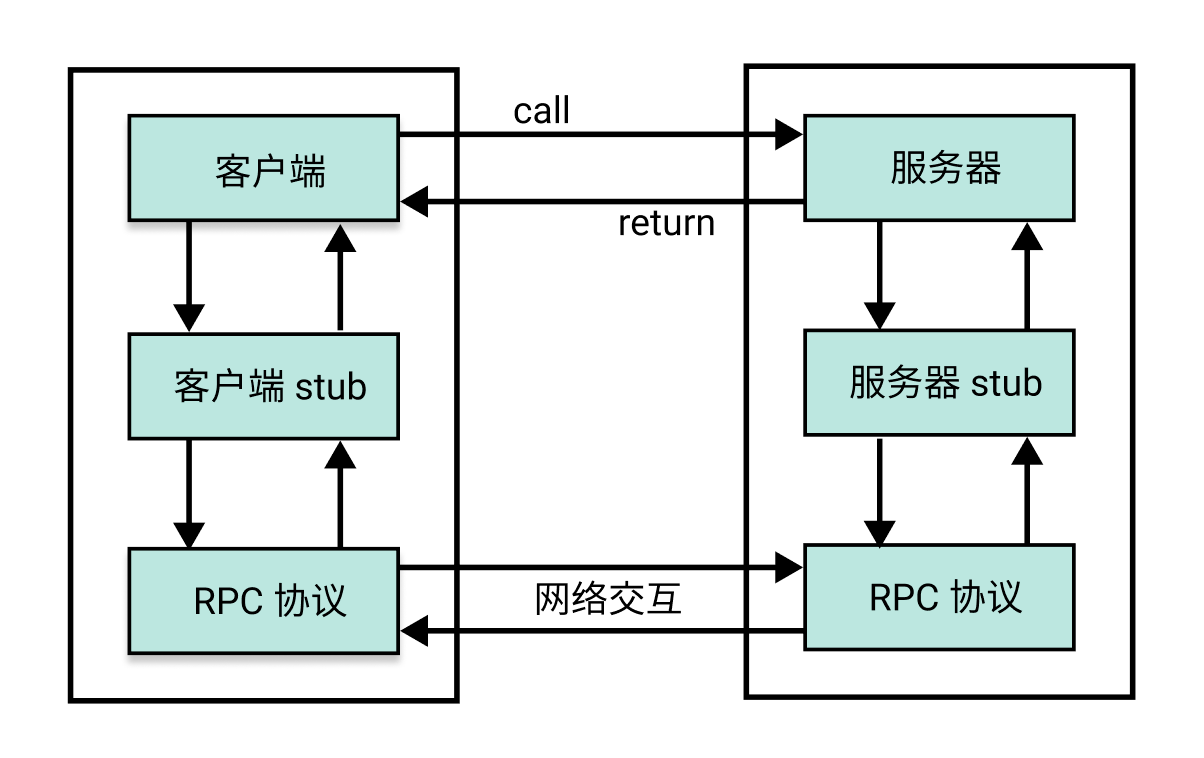 call
客户端
服务器
return
客户端 stub
服务器 stub
RPC 协议
网络交互
RPC 协议